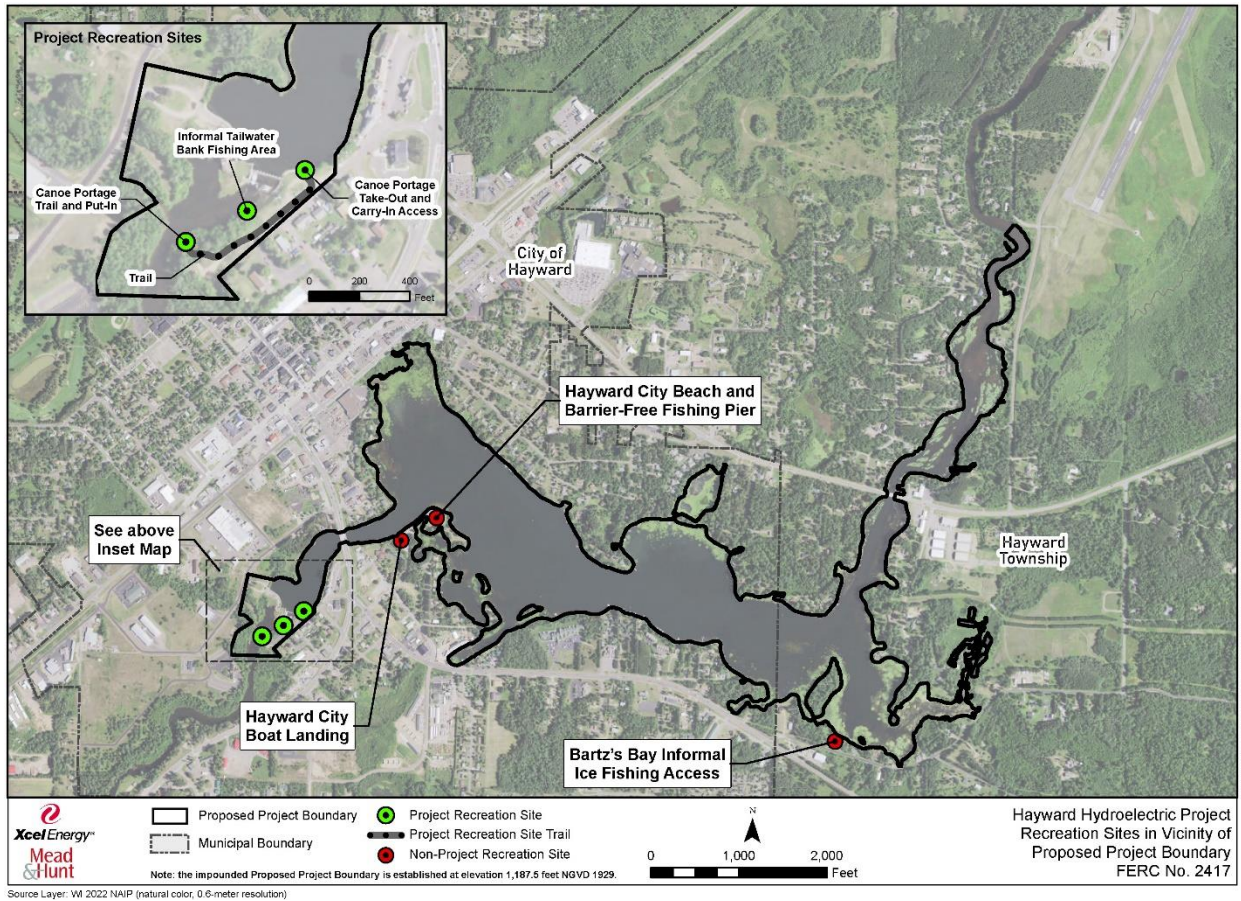 Project Recreation Sites
Informal Tailwater
Bank Fishing Area
Canoe Portage
Trail and Put-In
Canoe Portage
Take-Out and
Carry-In Access
Trail
0 200 400
Feet
City of
Hayward
Hayward City Beach and
Barrier-Free Fishing Pier
See above
Inset Map
Hayward
Township
Hayward City
Boat Landing
Bartz's Bay Informal
Ice Fishing Access
Xcel Energy™
Mead
&Hunt
Proposed Project Boundary
Municipal Boundary
Project Recreation Site
Project Recreation Site Trail
Non-Project Recreation Site
Note: the impounded Proposed Project Boundary is established at elevation 1,187.5 feet NGVD 1929.
N
0 1,000 2,000
Feet
Hayward Hydroelectric Project
Recreation Sites in Vicinity of
Proposed Project Boundary
FERC No. 2417
Source Layer: WI 2022 NAIP (natural color, 0.6-meter resolution)